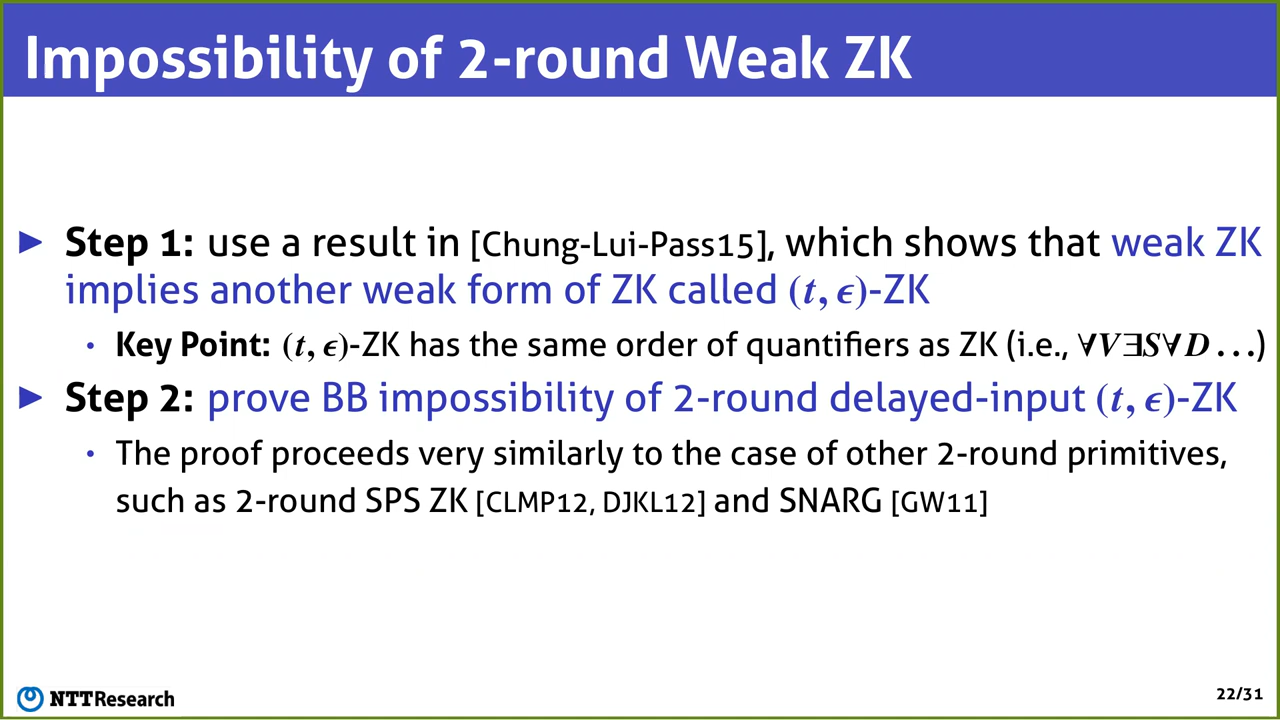 Impossibility of 2-round Weak ZK
▶ Step 1: use a result in [Chung-Lui-Pass15], which shows that weak ZK
implies another weak form of ZK called (t, ϵ)-ZK
• Key Point: (t, ϵ)-ZK has the same order of quantifiers as ZK (i.e., ∀V∃S∀D …)
▶ Step 2: prove BB impossibility of 2-round delayed-input (t, ϵ)-ZK
• The proof proceeds very similarly to the case of other 2-round primitives,
such as 2-round SPS ZK [CLMP12, DJKL12] and SNARG [GW11]
NTTResearch
22/31